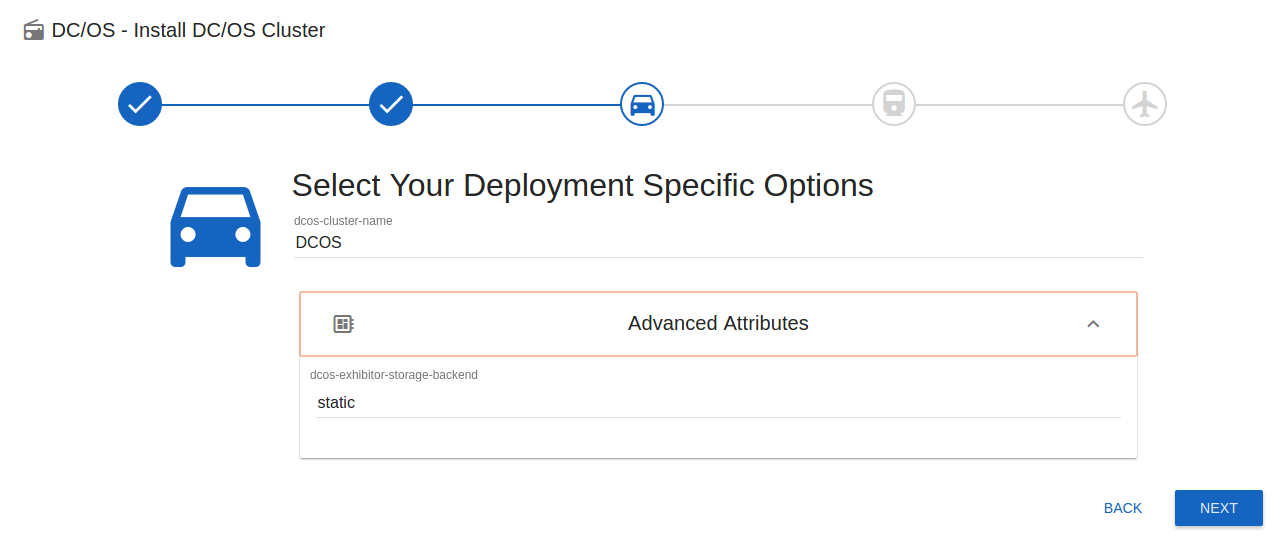 DC/OS - Install DC/OS Cluster
Select Your Deployment Specific Options
dcos-cluster-name
DCOS
Advanced Attributes
dcos-exhibitor-storage-backend
static
BACK NEXT